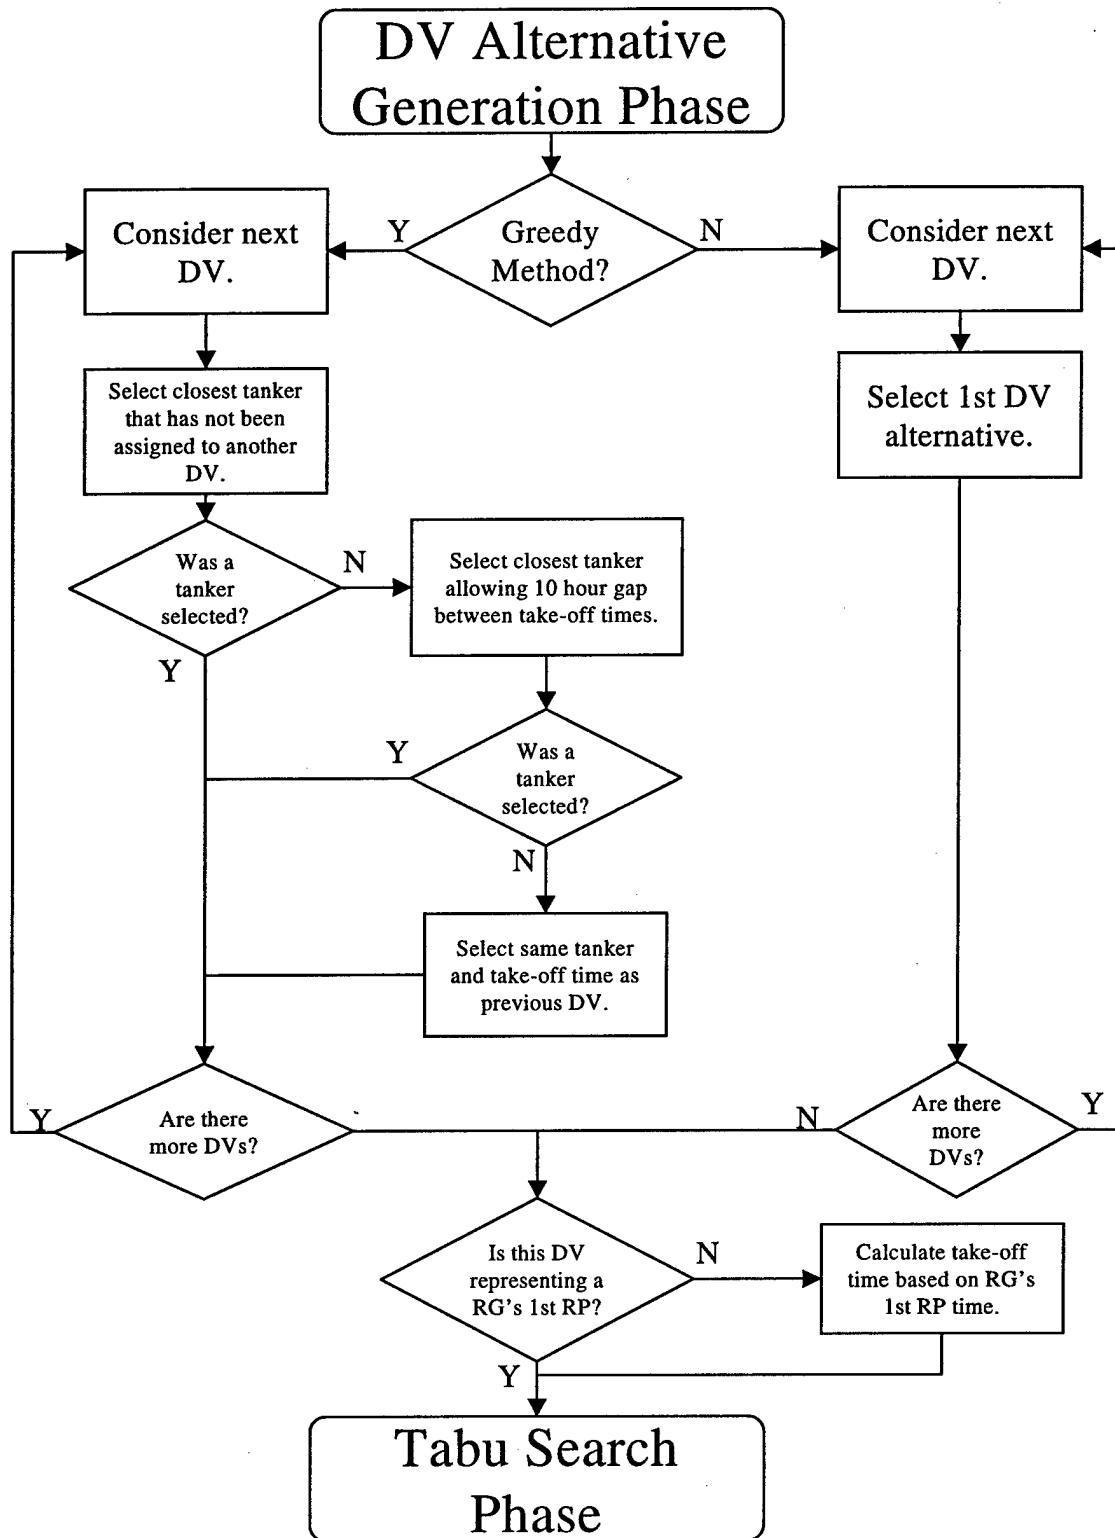 DV Alternative
Generation Phase
Consider next
DV.
Y
Greedy
Method?
N
Consider next
DV.
Select closest tanker
that has not been
assigned to another
DV.
Select 1st DV
alternative.
Was a
tanker
selected?
N
Select closest tanker
allowing 10 hour gap
between take-off times.
Y
Y
Was a
tanker
selected?
N
Select same tanker
and take-off time as
previous DV.
Y
Are there
more DVs?
N
Are there
more
DVs?
Y
Is this DV
representing a
RG's 1st RP?
N
Calculate take-off
time based on RG's
1st RP time.
Y
Tabu Search
Phase